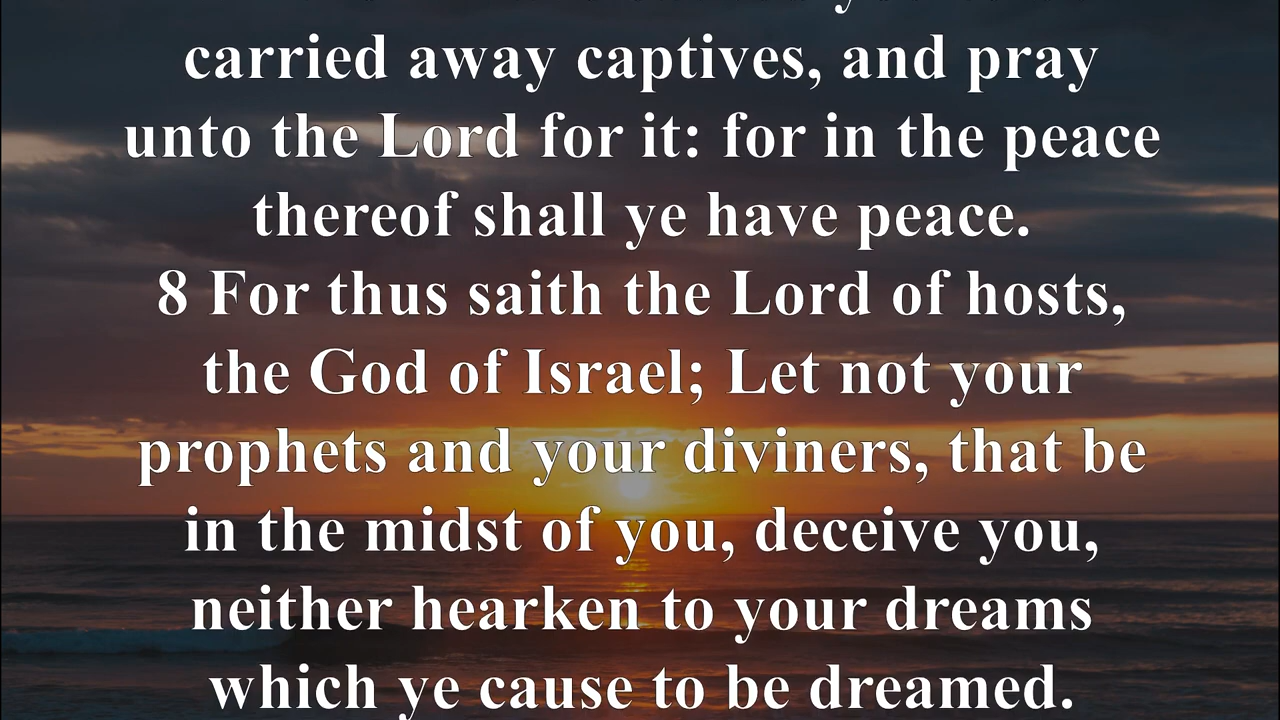 carried away captives, and pray
unto the Lord for it: for in the peace
thereof shall ye have peace.
8 For thus saith the Lord of hosts,
the God of Israel; Let not your
prophets and your diviners, that be
in the midst of you, deceive you,
neither hearken to your dreams
which ye cause to be dreamed.